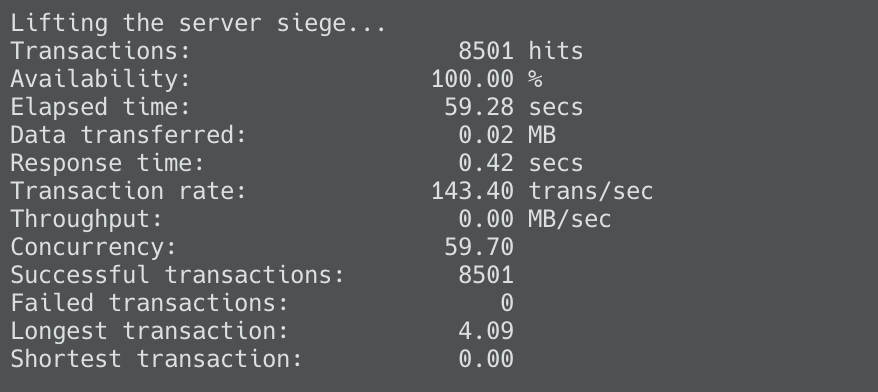 Lifting the server siege...
Transactions: 8501 hits
Availability: 100.00 %
Elapsed time: 59.28 secs
Data transferred: 0.02 MB
Response time: 0.42 secs
Transaction rate: 143.40 trans/sec
Throughput: 0.00 MB/sec
Concurrency: 59.70
Successful transactions: 8501
Failed transactions: 0
Longest transaction: 4.09
Shortest transaction: 0.00